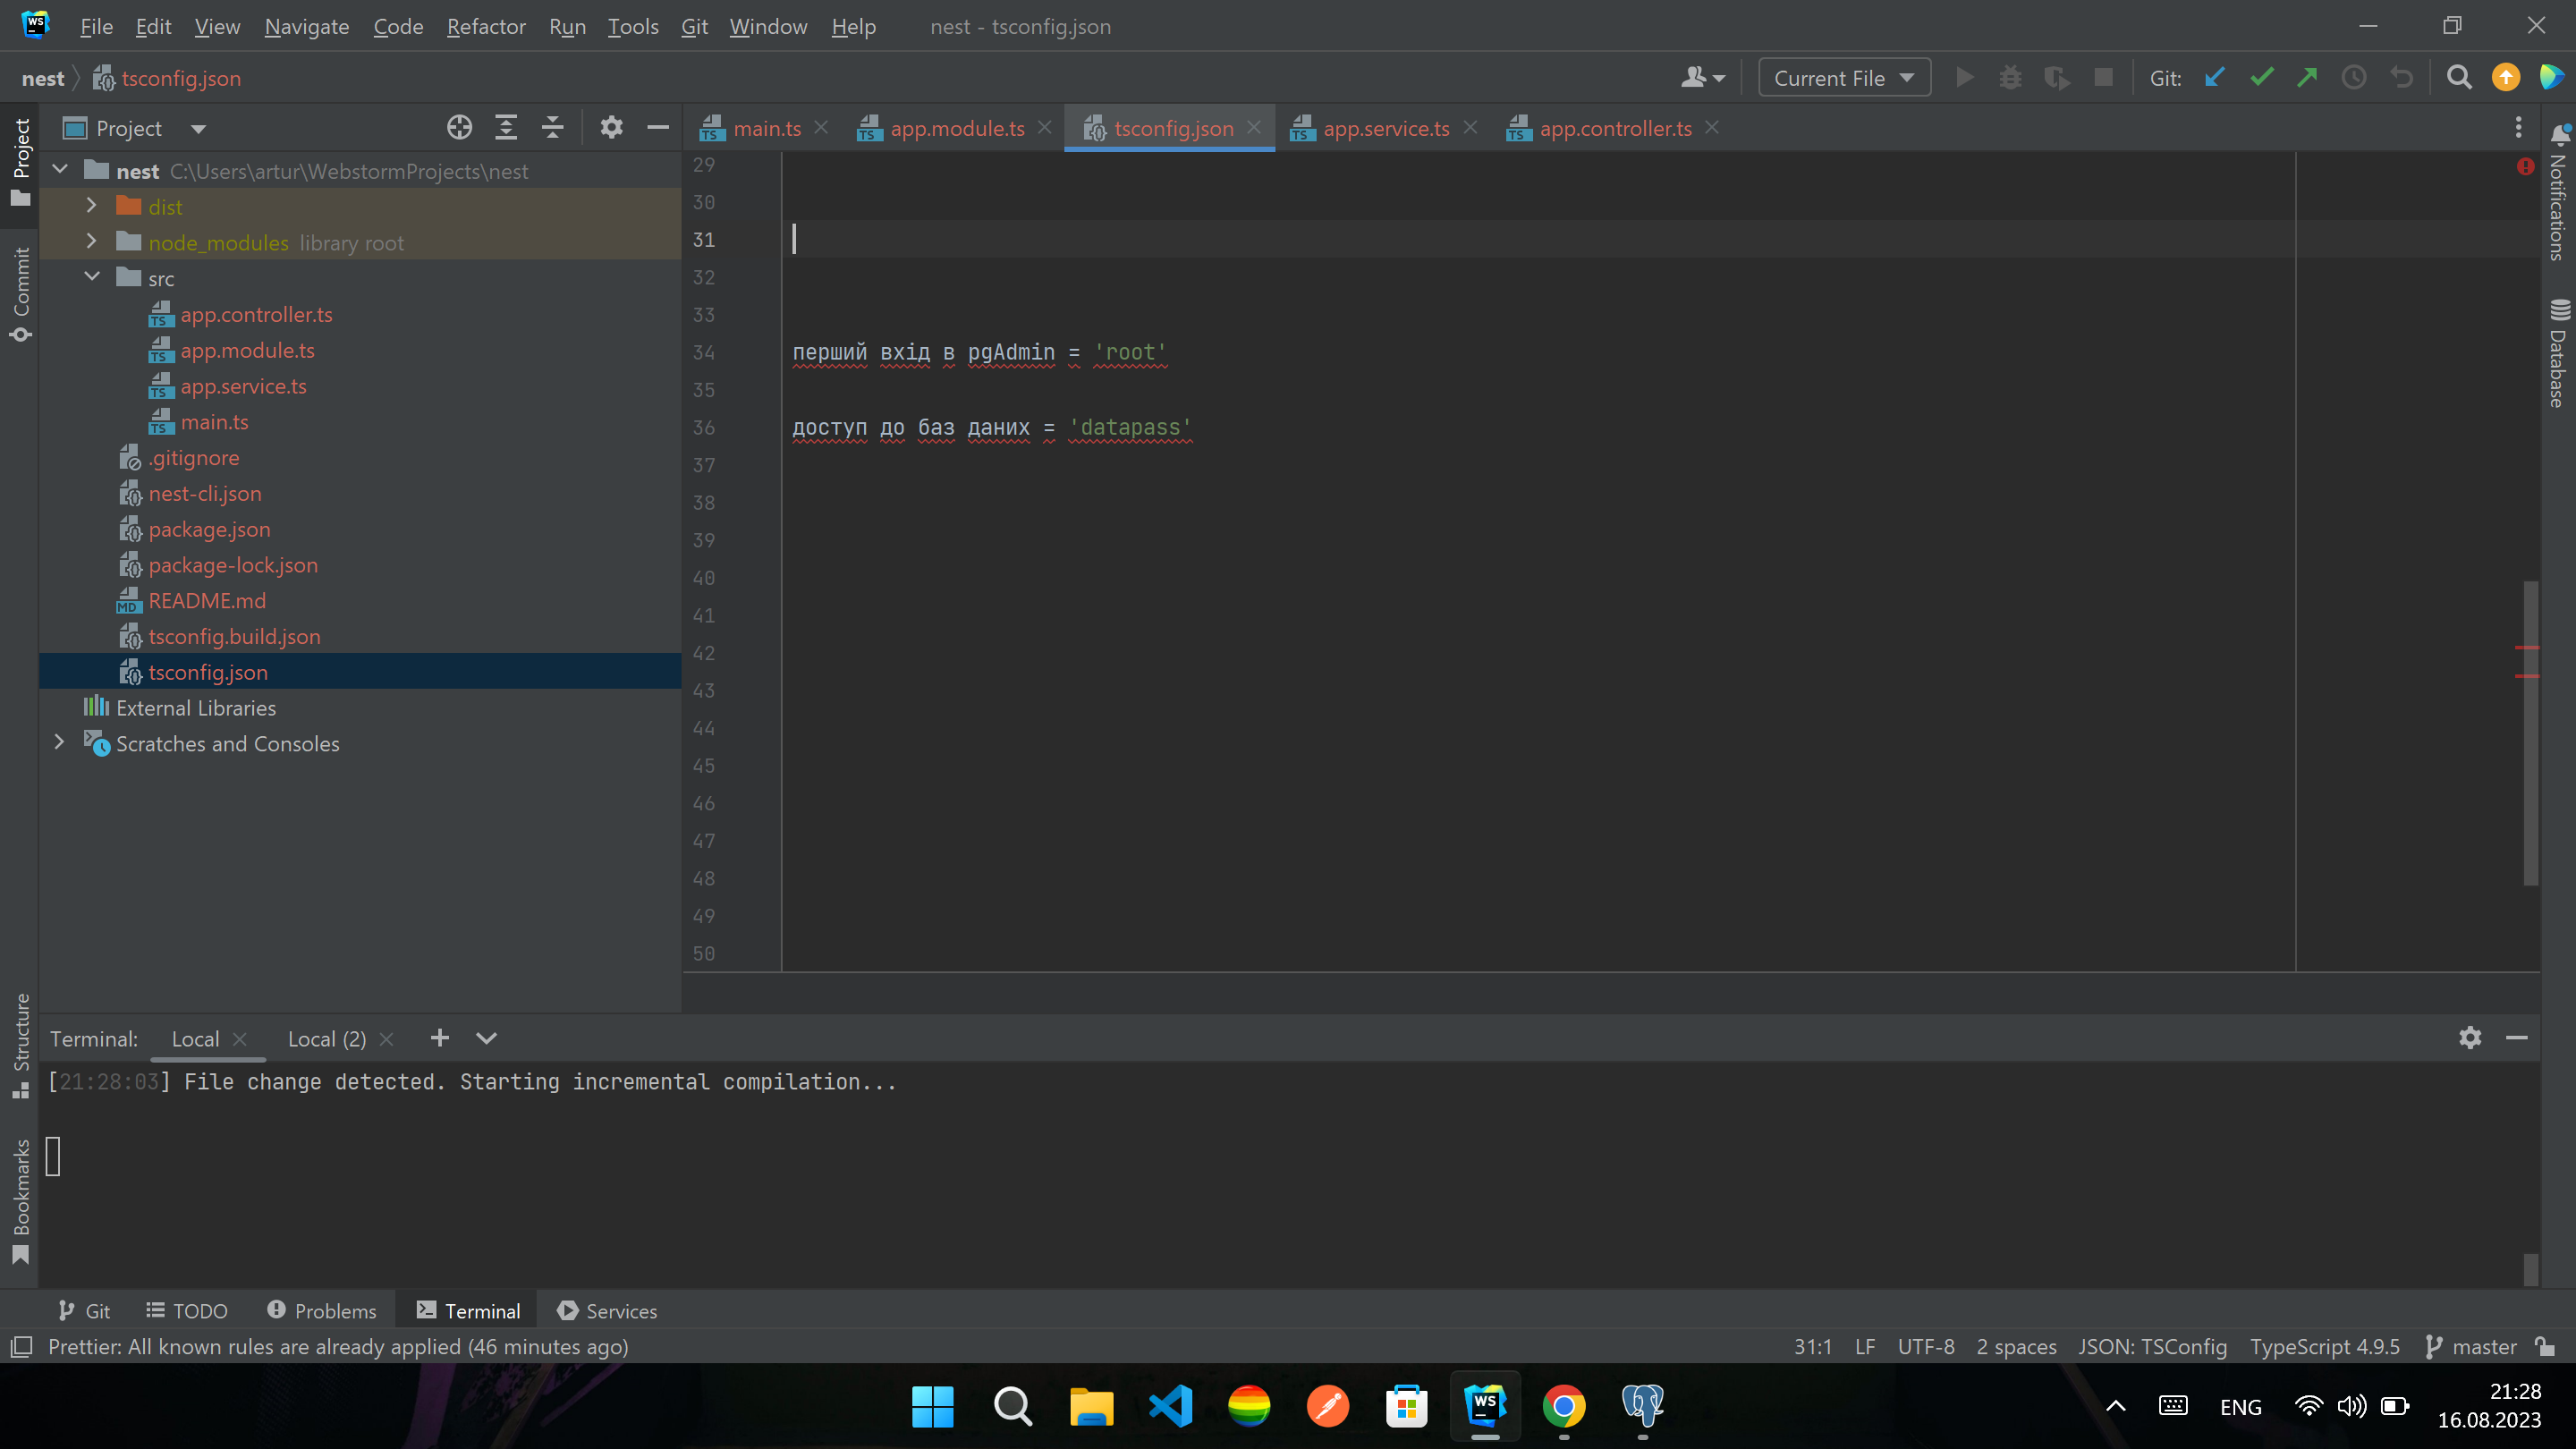 File Edit View Navigate Code Refactor Run Tools Git Window Help nest - tsconfig.json
nest tsconfig.json Current File Git:
Project main.ts app.module.ts tsconfig.json app.service.ts app.controller.ts
Project
Commit
Structure
Bookmarks
nest C:\Users\artur\WebstormProjects\nest
dist
node_modules library root
src
app.controller.ts
app.module.ts
app.service.ts
main.ts
.gitignore
nest-cli.json
package.json
package-lock.json
README.md
tsconfig.build.json
tsconfig.json
External Libraries
Scratches and Consoles
29
30
31
32
33
34 перший вхід в pgAdmin = 'root'
35
36 доступ до баз даних = 'datapass'
37
38
39
40
41
42
43
44
45
46
47
48
49
50
Notifications
Database
Terminal: Local Local (2)
[21:28:03] File change detected. Starting incremental compilation...
Git TODO Problems Terminal Services
Prettier: All known rules are already applied (46 minutes ago) 31:1 LF UTF-8 2 spaces JSON: TSConfig TypeScript 4.9.5 master
ENG 21:28
16.08.2023